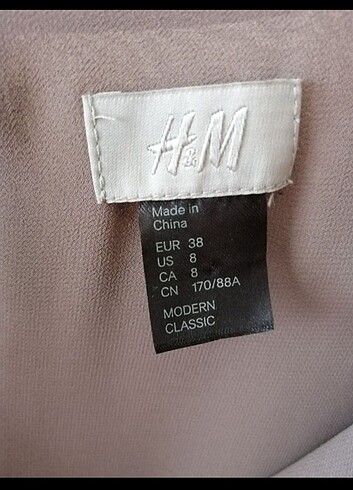 H&M
Made in
China
EUR 38
US 8
CA 8
CN 170/88A
MODERN
CLASSIC